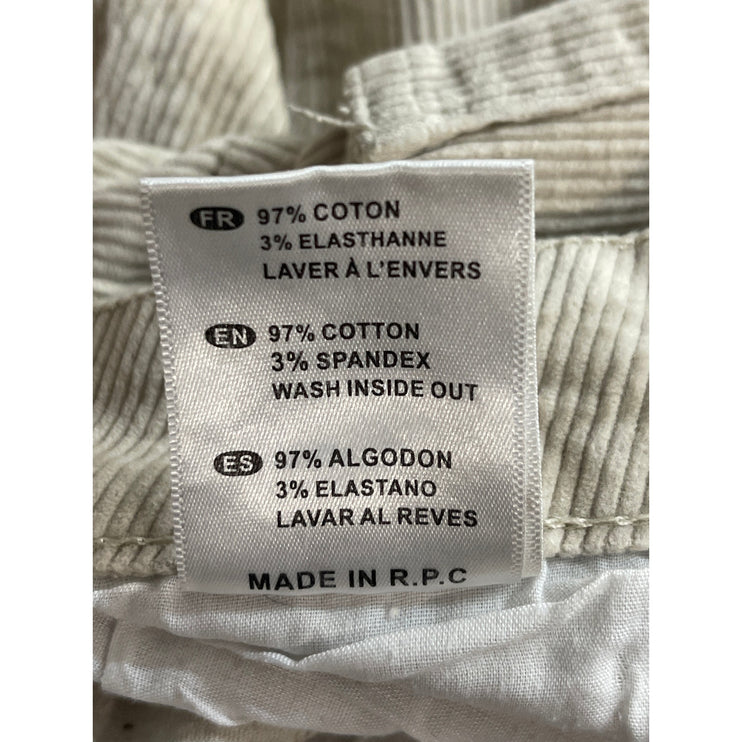 FR 97% COTON
3% ELASTHANNE
LAVER À L'ENVERS
EN 97% COTTON
3% SPANDEX
WASH INSIDE OUT
ES 97% ALGODON
3% ELASTANO
LAVAR AL REVES
MADE IN R.P.C